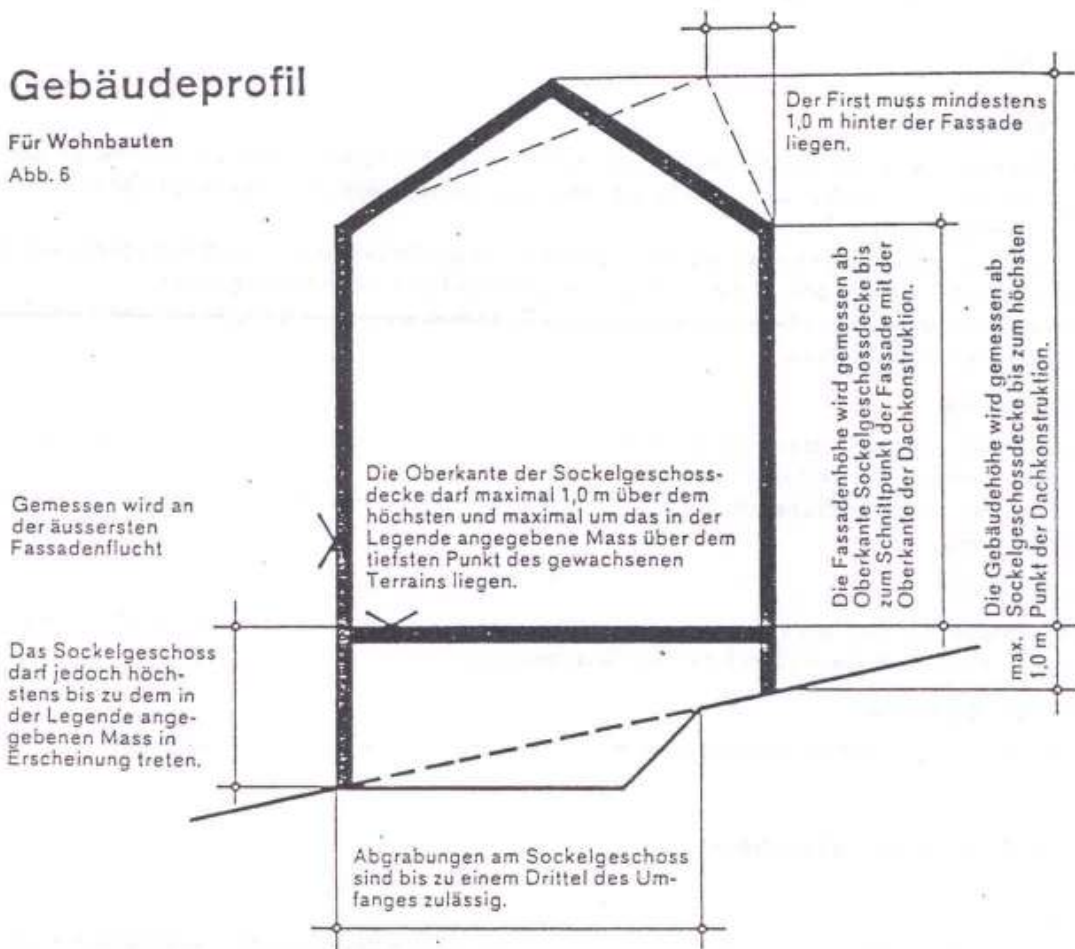 Gebäudeprofil
Für Wohnbauten
Abb. 6
Der First muss mindestens
1,0 m hinter der Fassade
liegen.
Die Fassadenhöhe wird gemessen ab
Oberkante Sockelgeschossdecke bis
zum Schnittpunkt der Fassade mit der
Oberkante der Dachkonstruktion.
Die Gebäudehöhe wird gemessen ab
Sockelgeschossdecke bis zum höchsten
Punkt der Dachkonstruktion.
Gemessen wird an
der äussersten
Fassadenflucht
Die Oberkante der Sockelgeschoss-
decke darf maximal 1,0 m über dem
höchsten und maximal um das in der
Legende angegebene Mass über dem
tiefsten Punkt des gewachsenen
Terrains liegen.
max.
1,0 m
Das Sockelgeschoss
darf jedoch höch-
stens bis zu dem in
der Legende ange-
gebenen Mass in
Erscheinung treten.
Abgrabungen am Sockelgeschoss
sind bis zu einem Drittel des Um-
fanges zulässig.